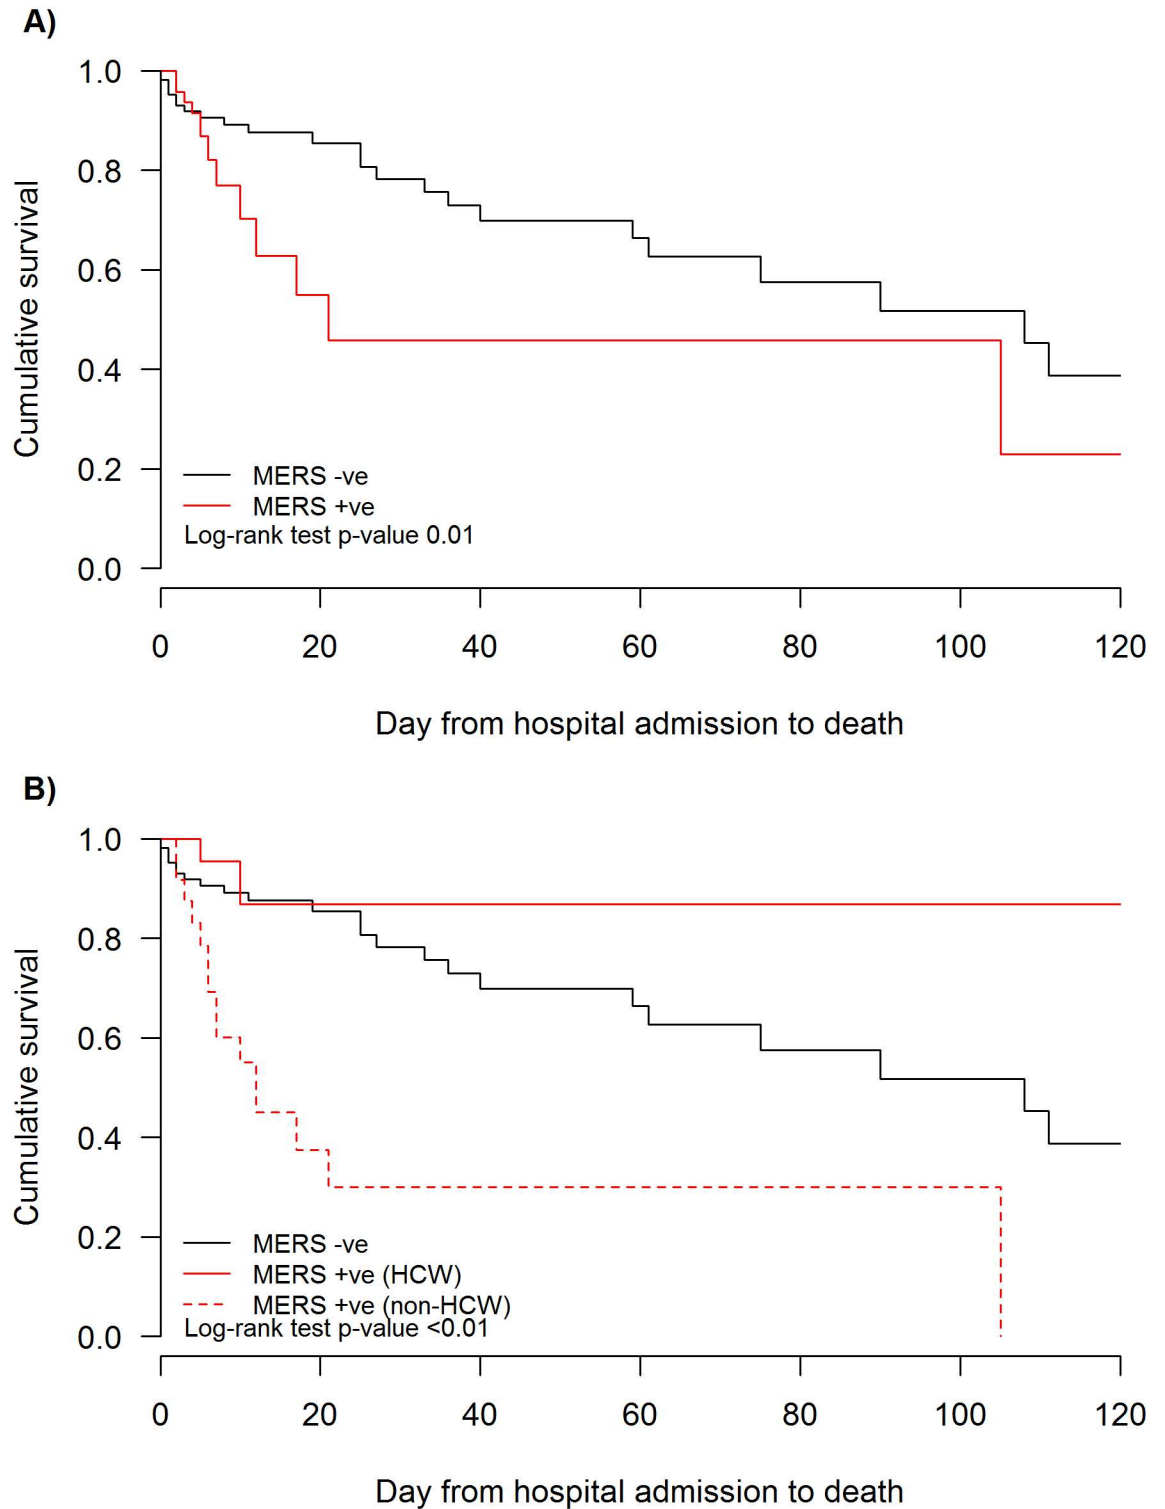 A)
Cumulative survival
1.0
0.8
0.6
0.4
0.2
0.0
MERS -ve
MERS +ve
Log-rank test p-value 0.01
0 20 40 60 80 100 120
Day from hospital admission to death
B)
Cumulative survival
1.0
0.8
0.6
0.4
0.2
0.0
MERS -ve
MERS +ve (HCW)
MERS +ve (non-HCW)
Log-rank test p-value <0.01
0 20 40 60 80 100 120
Day from hospital admission to death